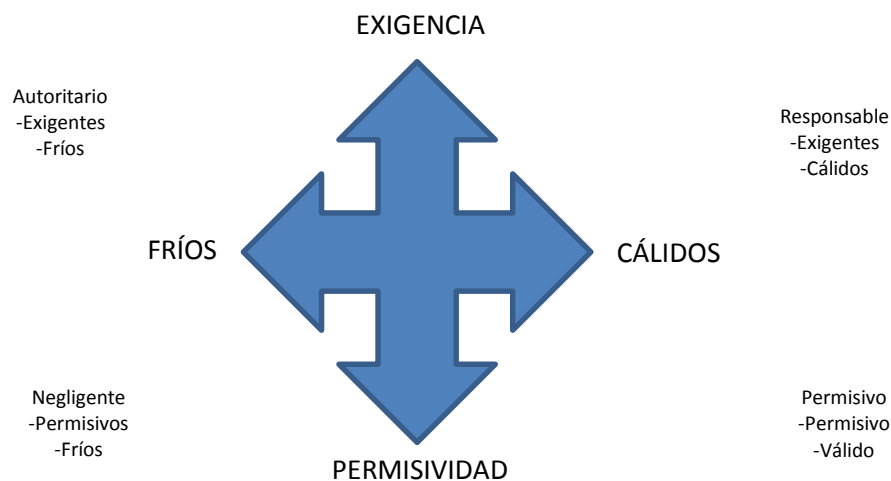 EXIGENCIA
Autoritario
-Exigentes
-Fríos
Responsable
-Exigentes
-Cálidos
FRÍOS
CÁLIDOS
Negligente
-Permisivos
-Fríos
Permisivo
-Permisivo
-Válido
PERMISIVIDAD